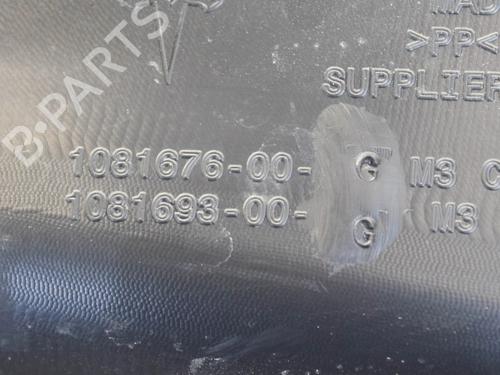 B-PARTS
>PP<
SUPPLIER
1081676-00-G M3
1081693-00-G M3